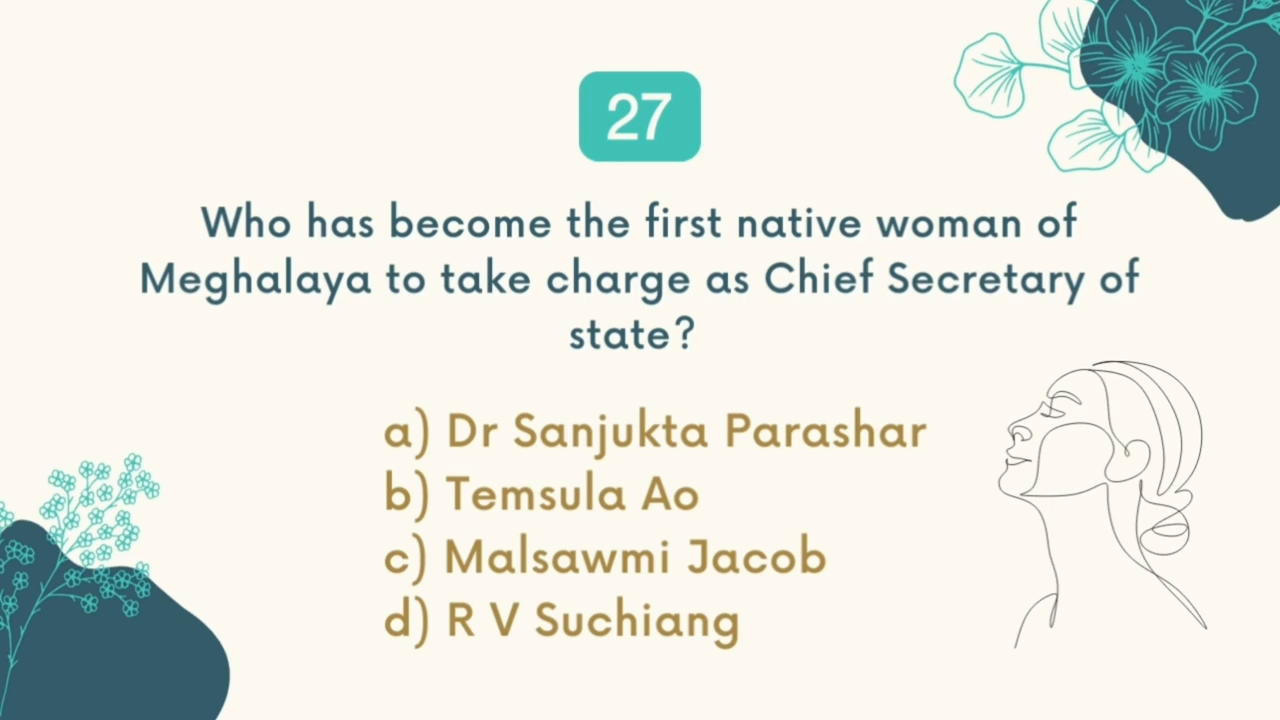 27
Who has become the first native woman of
Meghalaya to take charge as Chief Secretary of
state?
a) Dr Sanjukta Parashar
b) Temsula Ao
c) Malsawmi Jacob
d) R V Suchiang